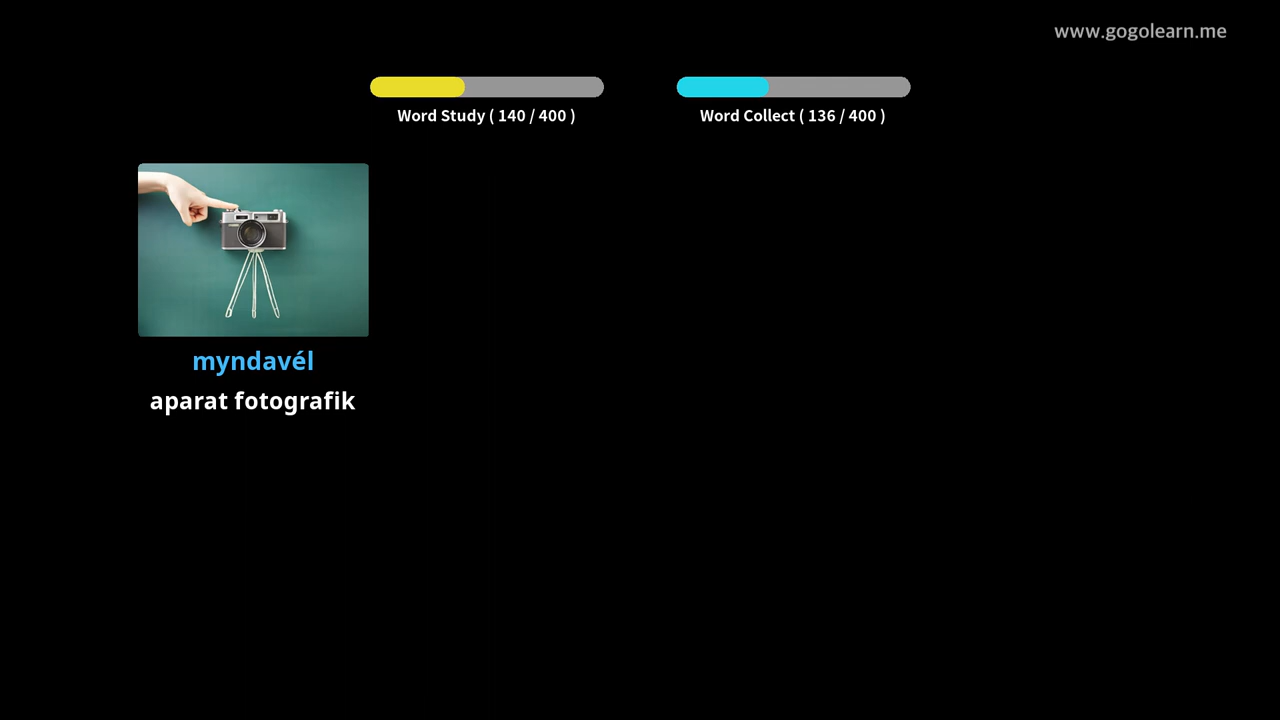 www.gogolearn.me
Word Study ( 140 / 400 )
Word Collect ( 136 / 400 )
myndavél
aparat fotografik